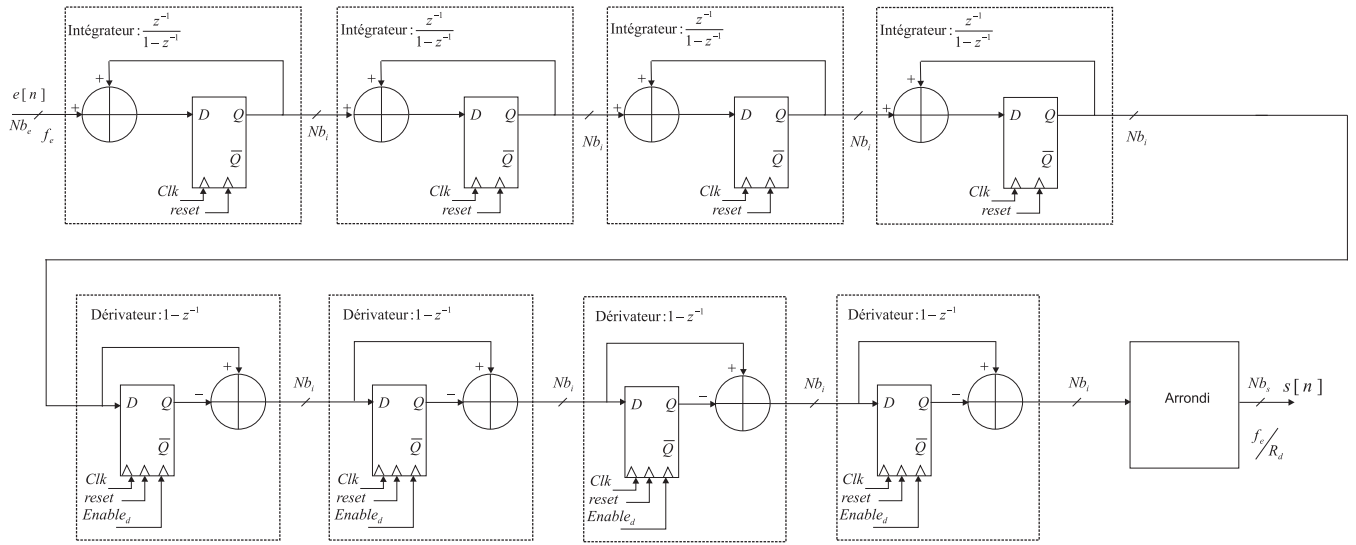 Intégrateur : z⁻¹ / 1 − z⁻¹
Intégrateur : z⁻¹ / 1 − z⁻¹
Intégrateur : z⁻¹ / 1 − z⁻¹
Intégrateur : z⁻¹ / 1 − z⁻¹
e[n]
Nb_e
f_e
+
+
D Q
Q̅
Clk
reset
Nb_i
+
+
D Q
Q̅
Clk
reset
Nb_i
+
+
D Q
Q̅
Clk
reset
Nb_i
+
+
D Q
Q̅
Clk
reset
Nb_i
Dérivateur : 1 − z⁻¹
D Q
Q̅
Clk
reset
Enable_d
−
+
Nb_i
Dérivateur : 1 − z⁻¹
D Q
Q̅
Clk
reset
Enable_d
−
+
Nb_i
Dérivateur : 1 − z⁻¹
D Q
Q̅
Clk
reset
Enable_d
−
+
Nb_i
Dérivateur : 1 − z⁻¹
D Q
Q̅
Clk
reset
Enable_d
−
+
Nb_i
Arrondi
Nb_s
s[n]
f_e/R_d